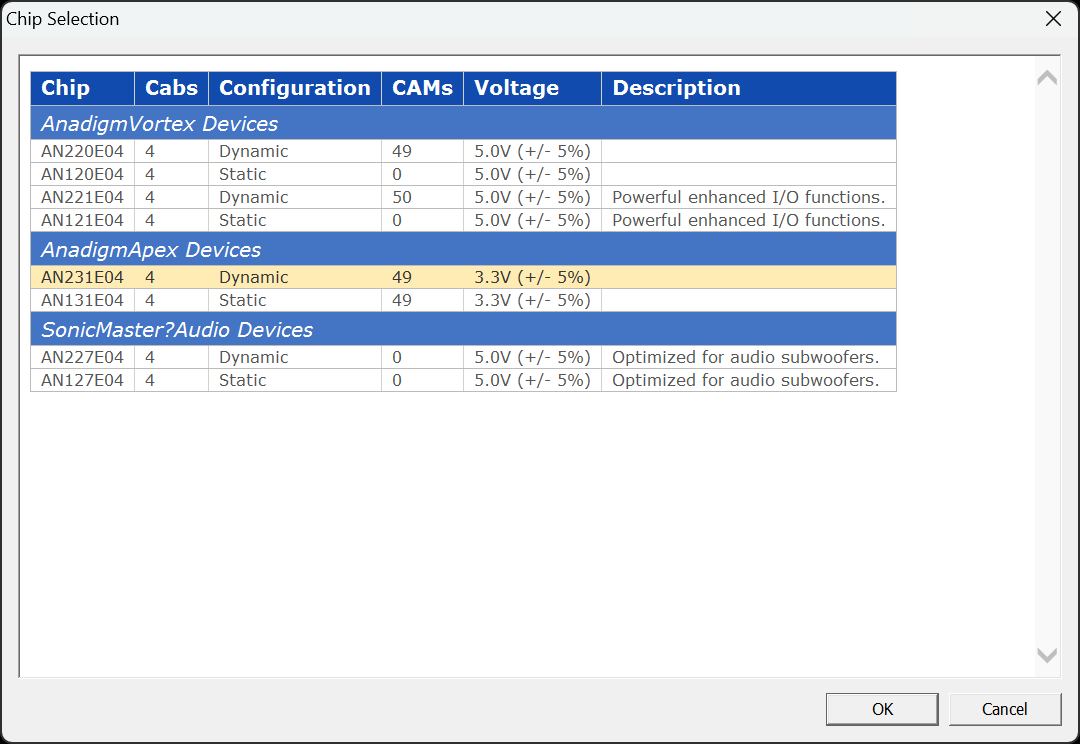 Chip Selection
Chip Cabs Configuration CAMs Voltage Description
AnadigmVortex Devices
AN220E04 4 Dynamic 49 5.0V (+/- 5%)
AN120E04 4 Static 0 5.0V (+/- 5%)
AN221E04 4 Dynamic 50 5.0V (+/- 5%) Powerful enhanced I/O functions.
AN121E04 4 Static 0 5.0V (+/- 5%) Powerful enhanced I/O functions.
AnadigmApex Devices
AN231E04 4 Dynamic 49 3.3V (+/- 5%)
AN131E04 4 Static 49 3.3V (+/- 5%)
SonicMaster?Audio Devices
AN227E04 4 Dynamic 0 5.0V (+/- 5%) Optimized for audio subwoofers.
AN127E04 4 Static 0 5.0V (+/- 5%) Optimized for audio subwoofers.
OK Cancel